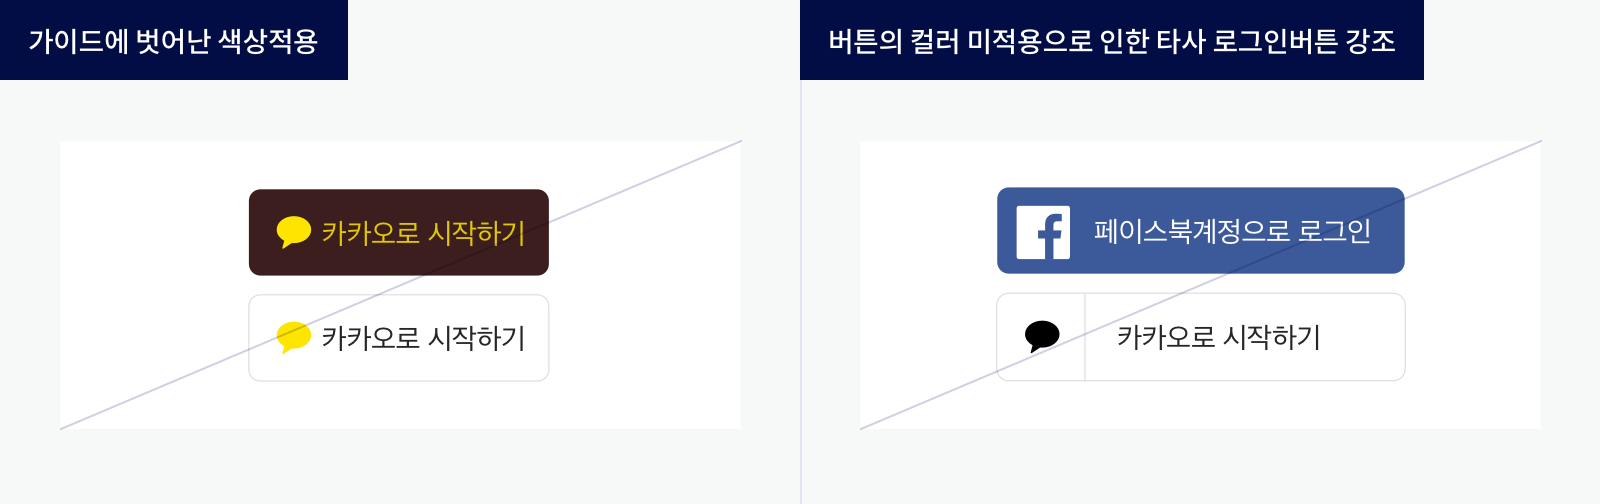 가이드에 벗어난 색상적용
카카오로 시작하기
카카오로 시작하기
버튼의 컬러 미적용으로 인한 타사 로그인버튼 강조
페이스북계정으로 로그인
카카오로 시작하기